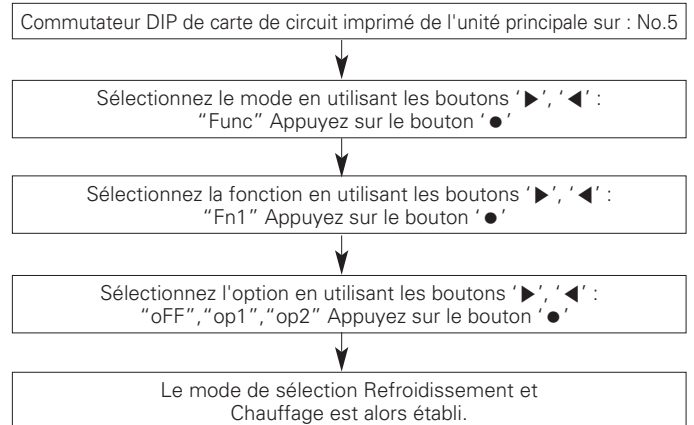 Commutateur DIP de carte de circuit imprimé de l'unité principale sur : No.5
Sélectionnez le mode en utilisant les boutons ‘▶’, ‘◀’ :
“Func” Appuyez sur le bouton ‘●’
Sélectionnez la fonction en utilisant les boutons ‘▶’, ‘◀’ :
“Fn1” Appuyez sur le bouton ‘●’
Sélectionnez l'option en utilisant les boutons ‘▶’, ‘◀’ :
“oFF”,“op1”,“op2” Appuyez sur le bouton ‘●’
Le mode de sélection Refroidissement et
Chauffage est alors établi.